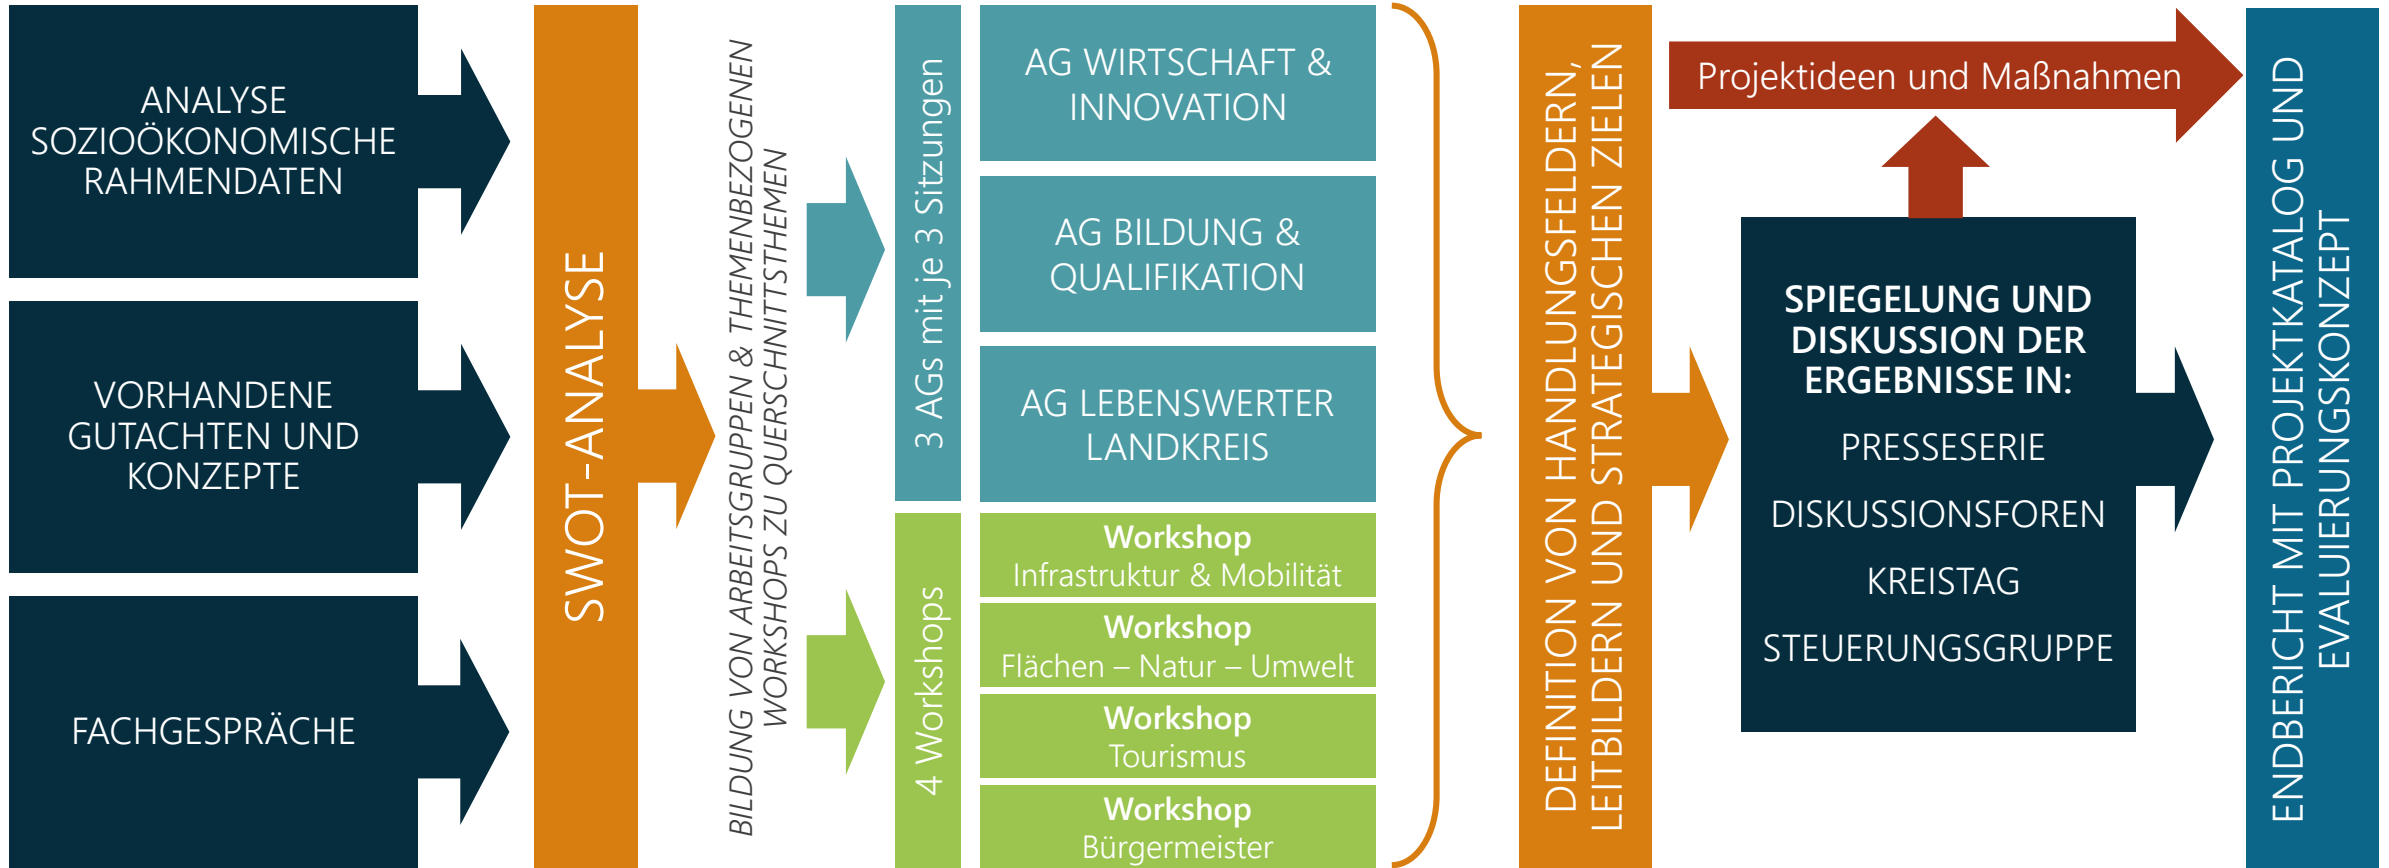 ANALYSE
SOZIOÖKONOMISCHE
RAHMENDATEN
VORHANDENE
GUTACHTEN UND
KONZEPTE
FACHGESPRÄCHE
SWOT-ANALYSE
BILDUNG VON ARBEITSGRUPPEN & THEMENBEZOGENEN
WORKSHOPS ZU QUERSCHNITTSTHEMEN
3 AGs mit je 3 Sitzungen
AG WIRTSCHAFT &
INNOVATION
AG BILDUNG &
QUALIFIKATION
AG LEBENSWERTER
LANDKREIS
4 Workshops
Workshop
Infrastruktur & Mobilität
Workshop
Flächen – Natur – Umwelt
Workshop
Tourismus
Workshop
Bürgermeister
DEFINITION VON HANDLUNGSFELDERN,
LEITBILDERN UND STRATEGISCHEN ZIELEN
Projektideen und Maßnahmen
SPIEGELUNG UND
DISKUSSION DER
ERGEBNISSE IN:
PRESSESERIE
DISKUSSIONSFOREN
KREISTAG
STEUERUNGSGRUPPE
ENDBERICHT MIT PROJEKTKATALOG UND
EVALUIERUNGSKONZEPT